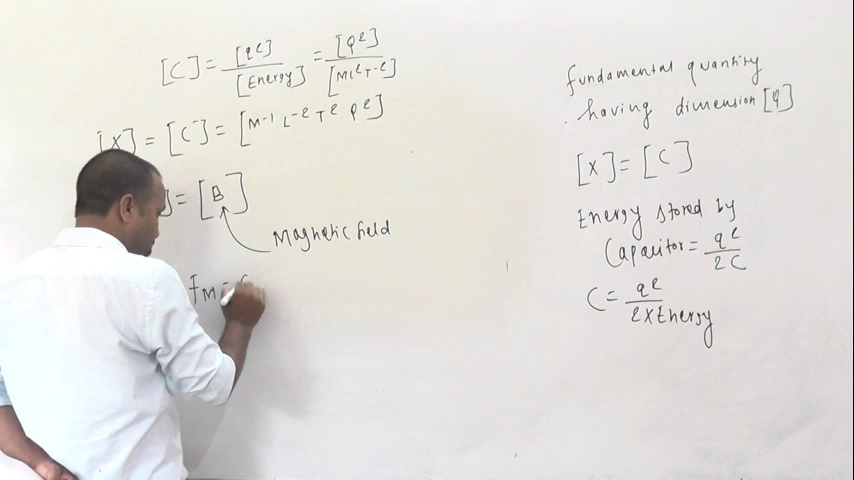 [C] = [q²] / [Energy] = [Q²] / [ML²T⁻²]
[X] = [C] = [M⁻¹ L⁻² T² Q²]
] = [B]
Magnetic field
FM =
fundamental quantity
having dimension [Q]
[X] = [C]
Energy stored by
Capacitor = q² / 2C
C = q² / 2 X Energy